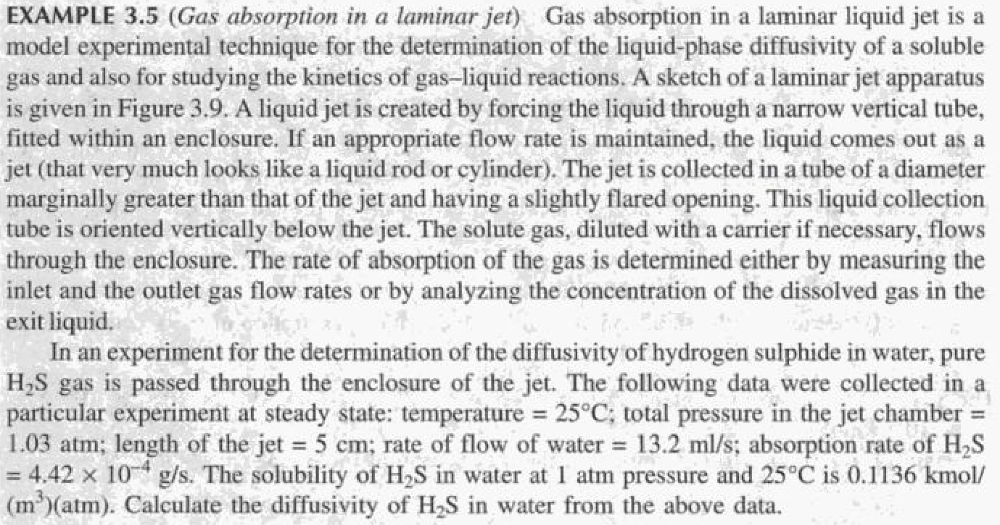 EXAMPLE 3.5 (Gas absorption in a laminar jet) Gas absorption in a laminar liquid jet is a
model experimental technique for the determination of the liquid-phase diffusivity of a soluble
gas and also for studying the kinetics of gas–liquid reactions. A sketch of a laminar jet apparatus
is given in Figure 3.9. A liquid jet is created by forcing the liquid through a narrow vertical tube,
fitted within an enclosure. If an appropriate flow rate is maintained, the liquid comes out as a
jet (that very much looks like a liquid rod or cylinder). The jet is collected in a tube of a diameter
marginally greater than that of the jet and having a slightly flared opening. This liquid collection
tube is oriented vertically below the jet. The solute gas, diluted with a carrier if necessary, flows
through the enclosure. The rate of absorption of the gas is determined either by measuring the
inlet and the outlet gas flow rates or by analyzing the concentration of the dissolved gas in the
exit liquid.
In an experiment for the determination of the diffusivity of hydrogen sulphide in water, pure
H₂S gas is passed through the enclosure of the jet. The following data were collected in a
particular experiment at steady state: temperature = 25°C; total pressure in the jet chamber =
1.03 atm; length of the jet = 5 cm; rate of flow of water = 13.2 ml/s; absorption rate of H₂S
= 4.42 × 10⁻⁴ g/s. The solubility of H₂S in water at 1 atm pressure and 25°C is 0.1136 kmol/
(m³)(atm). Calculate the diffusivity of H₂S in water from the above data.